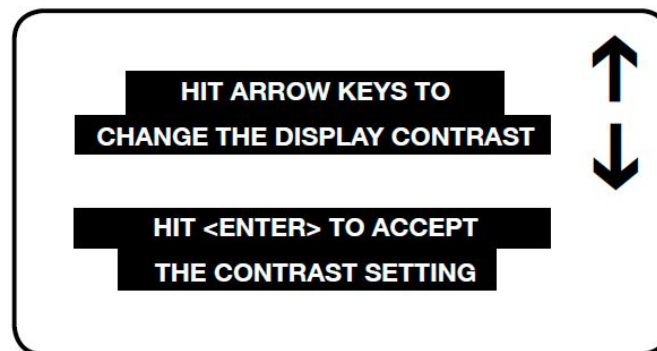 HIT ARROW KEYS TO
CHANGE THE DISPLAY CONTRAST
HIT <ENTER> TO ACCEPT
THE CONTRAST SETTING